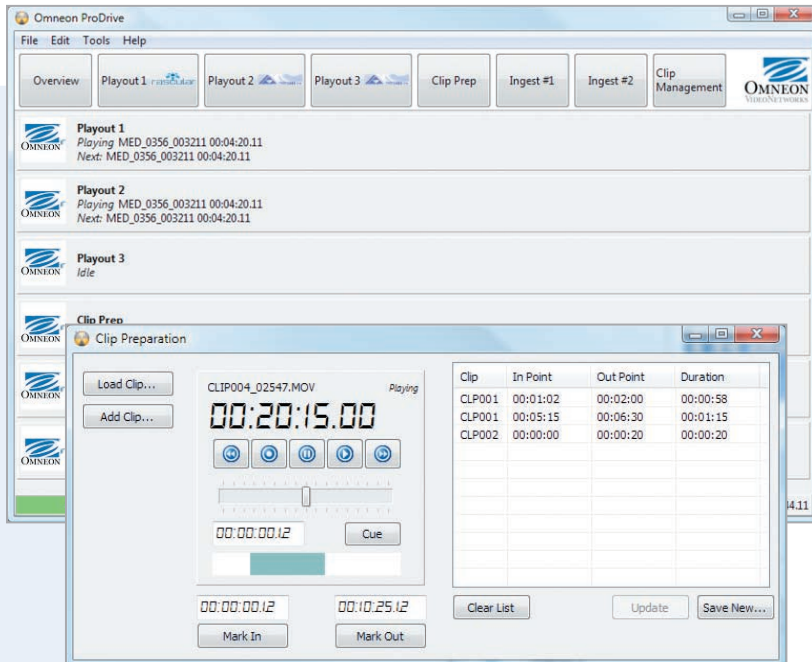 Omneon ProDrive
File Edit Tools Help
Overview
Playout 1
Playout 2
Playout 3
Clip Prep
Ingest #1
Ingest #2
Clip
Management
OMNEON
VIDEO NETWORKS
OMNEON
Playout 1
Playing MED_0356_003211 00:04:20.11
Next: MED_0356_003211 00:04:20.11
OMNEON
Playout 2
Playing MED_0356_003211 00:04:20.11
Next: MED_0356_003211 00:04:20.11
OMNEON
Playout 3
Idle
OMNEON
Clip Prep
OMNEON
OMNEON
4.11
Clip Preparation
Load Clip...
Add Clip...
CLIP004_02547.MOV Playing
00:20:15.00
00:00:00.12
Cue
00:00:00.12 00:10:25.12
Mark In Mark Out
Clip In Point Out Point Duration
CLP001 00:01:02 00:02:00 00:00:58
CLP001 00:05:15 00:06:30 00:01:15
CLP002 00:00:00 00:00:20 00:00:20
Clear List Update Save New...